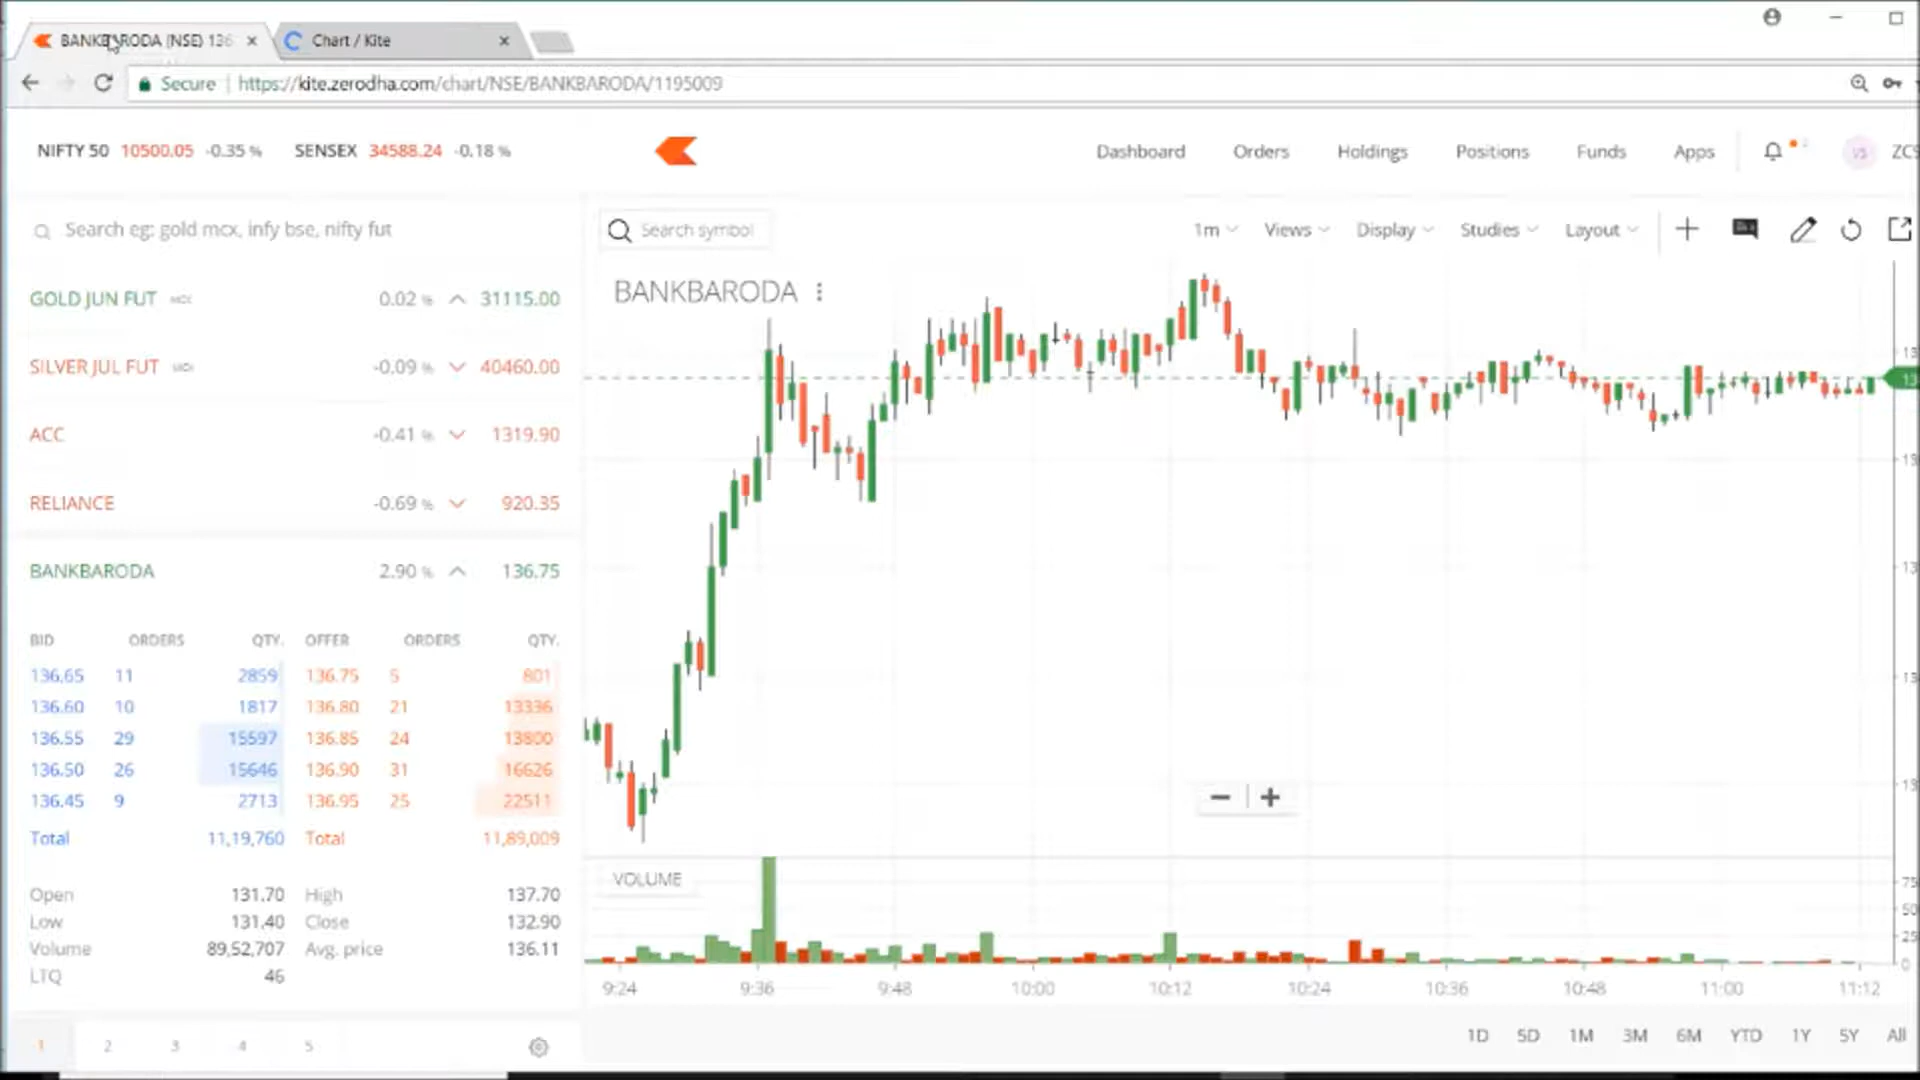 BANKBARODA (NSE) 136
Chart / Kite
Secure https://kite.zerodha.com/chart/NSE/BANKBARODA/1195009
NIFTY 50 10500.05 -0.35 % SENSEX 34588.24 -0.18 %
Dashboard Orders Holdings Positions Funds Apps
Search eg: gold mcx, infy bse, nifty fut
Search symbol
1m Views Display Studies Layout
GOLD JUN FUT MCX 0.02 % 31115.00
SILVER JUL FUT MCX -0.09 % 40460.00
ACC -0.41 % 1319.90
RELIANCE -0.69 % 920.35
BANKBARODA 2.90 % 136.75
BID ORDERS QTY. OFFER ORDERS QTY.
136.65 11 2859 136.75 5 801
136.60 10 1817 136.80 21 13336
136.55 29 15597 136.85 24 13800
136.50 26 15646 136.90 31 16626
136.45 9 2713 136.95 25 22511
Total 11,19,760 Total 11,89,009
Open 131.70 High 137.70
Low 131.40 Close 132.90
Volume 89,52,707 Avg. price 136.11
LTQ 46
1 2 3 4 5
BANKBARODA
VOLUME
9:24 9:36 9:48 10:00 10:12 10:24 10:36 10:48 11:00 11:12
1D 5D 1M 3M 6M YTD 1Y 5Y All